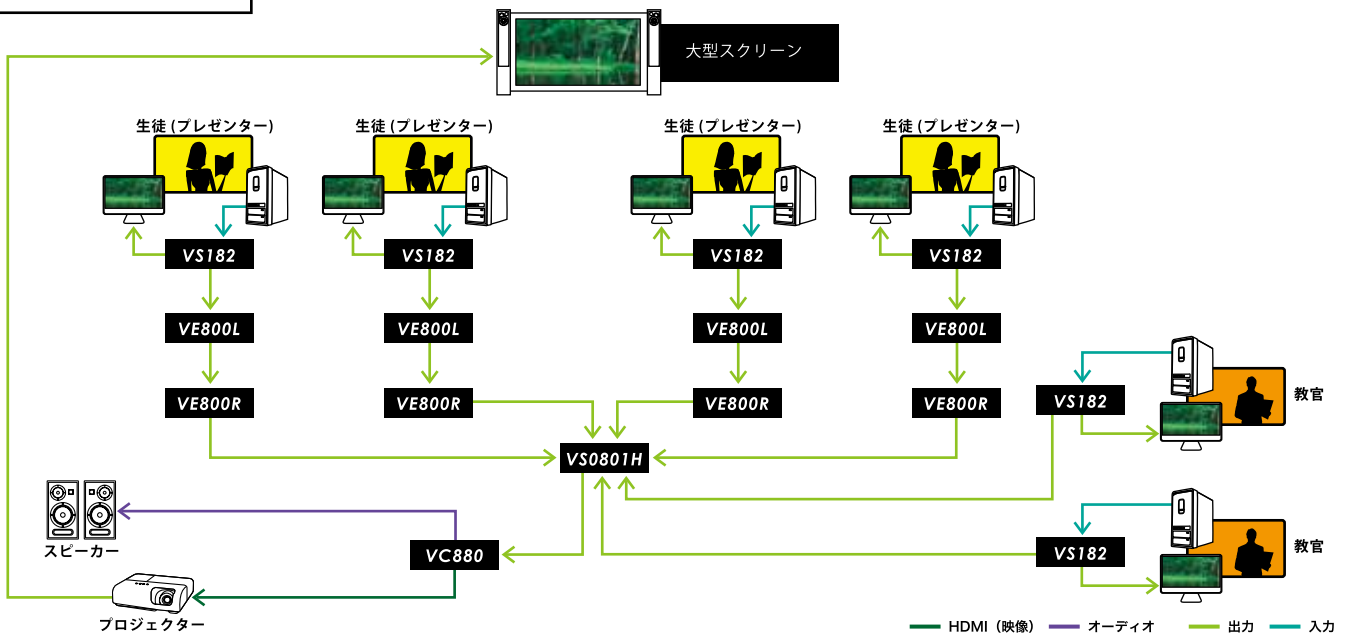 大型スクリーン
生徒 (プレゼンター)
生徒 (プレゼンター)
生徒 (プレゼンター)
生徒 (プレゼンター)
VS182
VS182
VS182
VS182
VE800L
VE800L
VE800L
VE800L
VE800R
VE800R
VE800R
VE800R
VS182
教官
VS0801H
スピーカー
VC880
VS182
教官
プロジェクター
HDMI（映像）
オーディオ
出力
入力